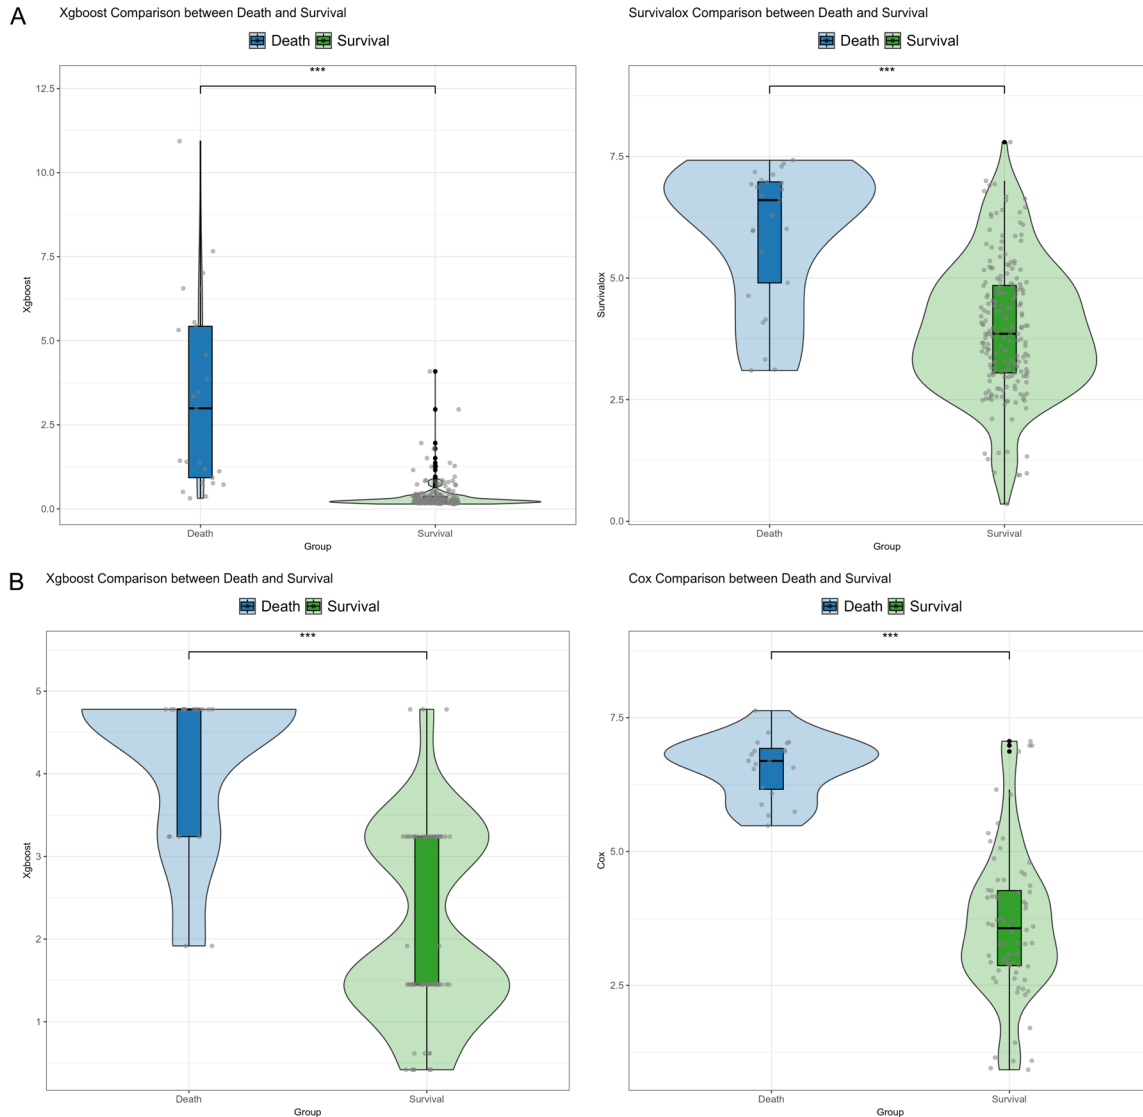 A
Xgboost Comparison between Death and Survival
Death Survival
***
12.5
10.0
7.5
5.0
2.5
0.0
Xgboost
Death Survival
Group
Survivalox Comparison between Death and Survival
Death Survival
***
7.5
5.0
2.5
0.0
Survivalox
Death Survival
Group
B
Xgboost Comparison between Death and Survival
Death Survival
***
5
4
3
2
1
Xgboost
Death Survival
Group
Cox Comparison between Death and Survival
Death Survival
***
7.5
5.0
2.5
Cox
Death Survival
Group